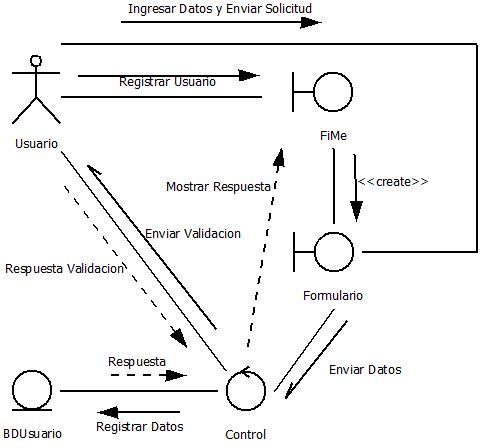 Ingresar Datos y Enviar Solicitud
Registrar Usuario
Usuario
FiMe
<<create>>
Mostrar Respuesta
Enviar Validacion
Respuesta Validacion
Formulario
Respuesta
Enviar Datos
Registrar Datos
BDUsuario
Control